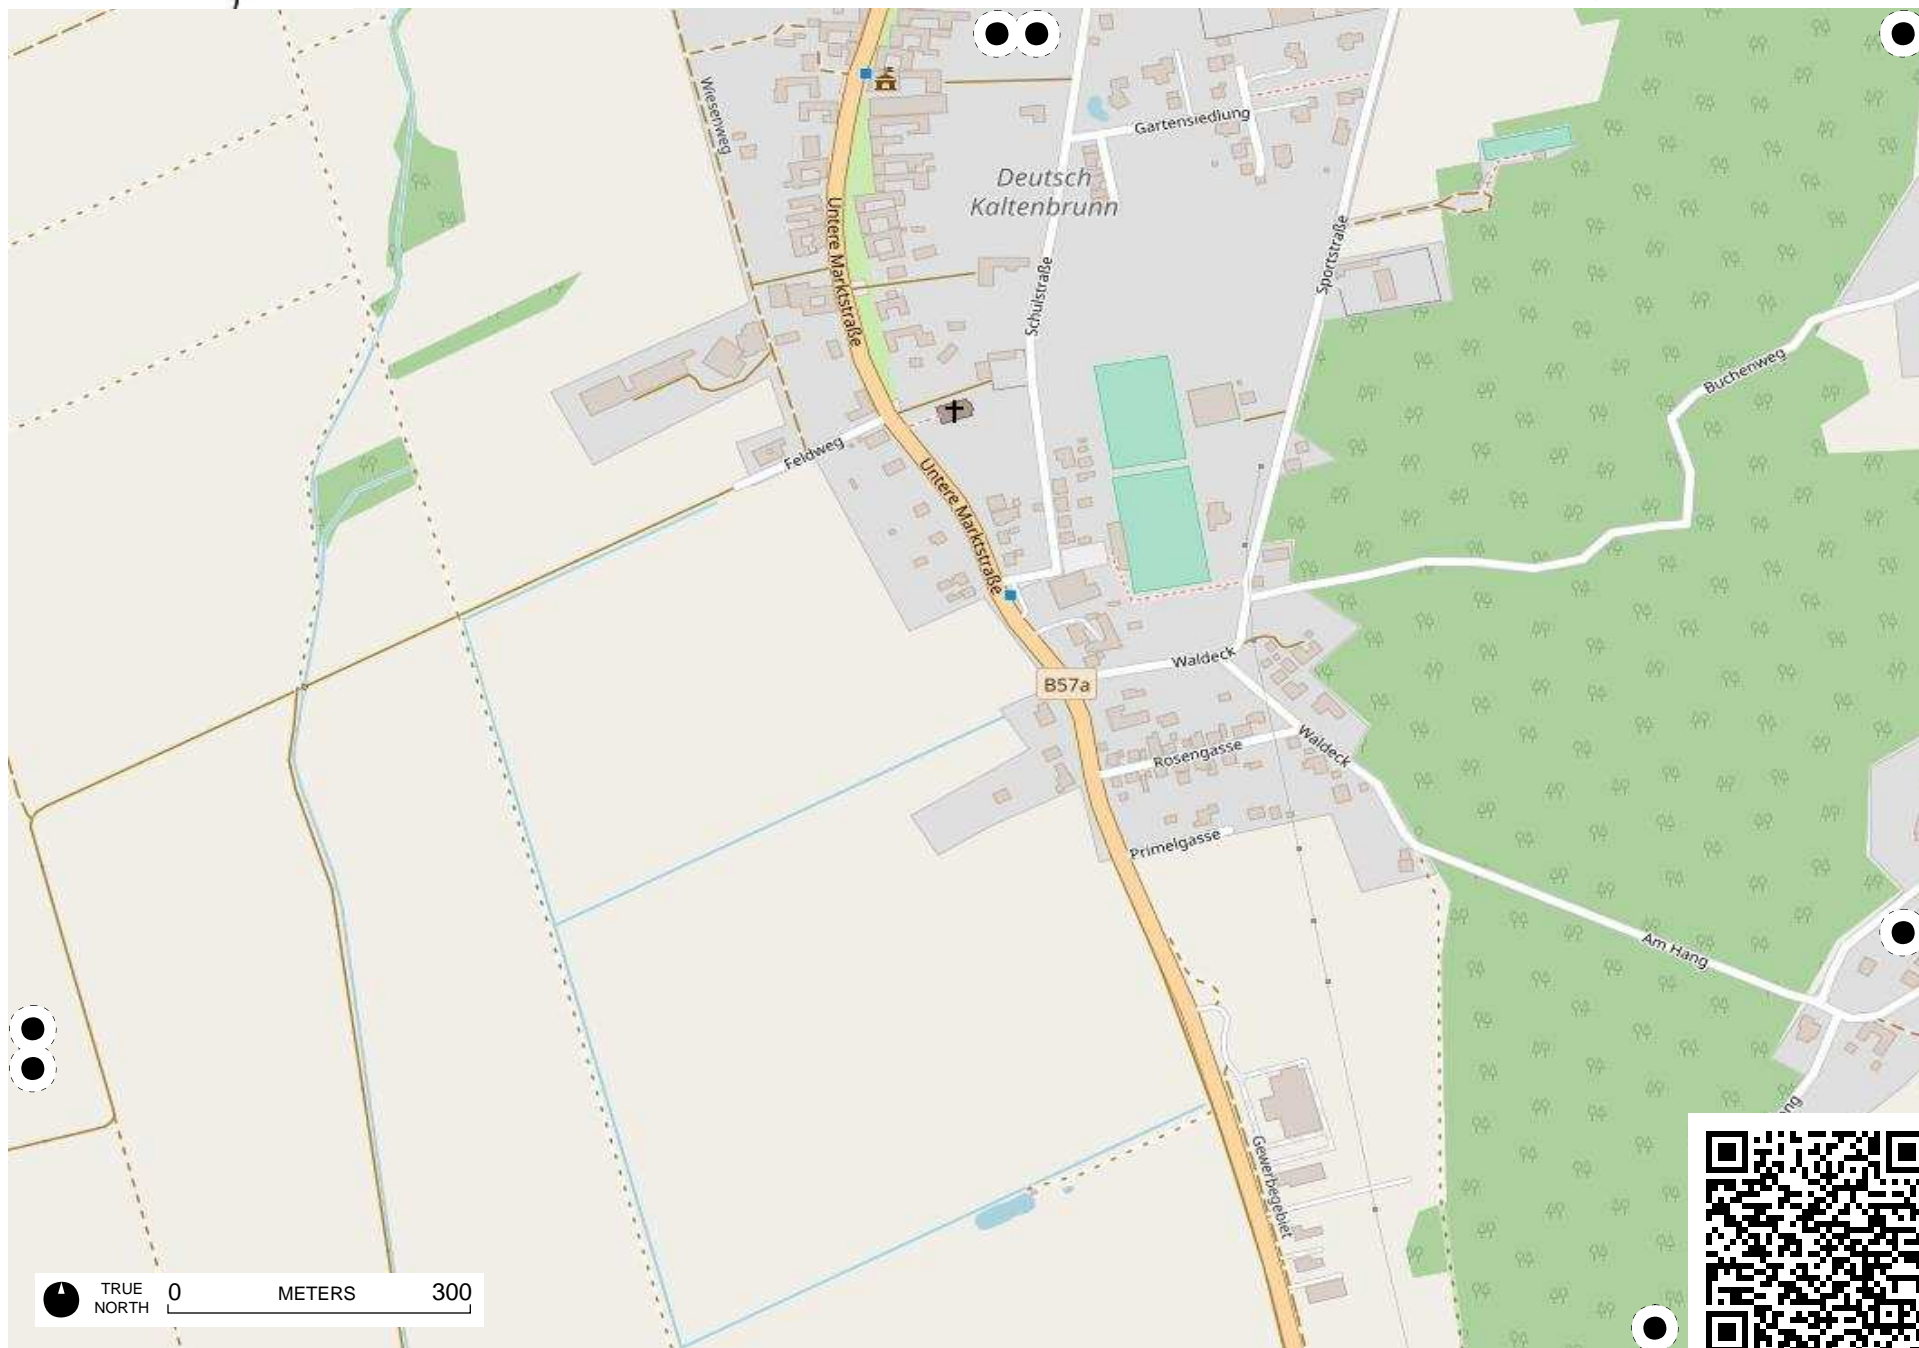 Wiesenweg
Gartensiedlung
Deutsch
Kaltenbrunn
Untere Marktstraße
Schulstraße
Sportstraße
Buchenweg
Feldweg
Untere Marktstraße
Waldeck
B57a
Rosengasse
Waldeck
Primelgasse
Am Hang
Gewerbegebiet
TRUE
NORTH
0 METERS 300